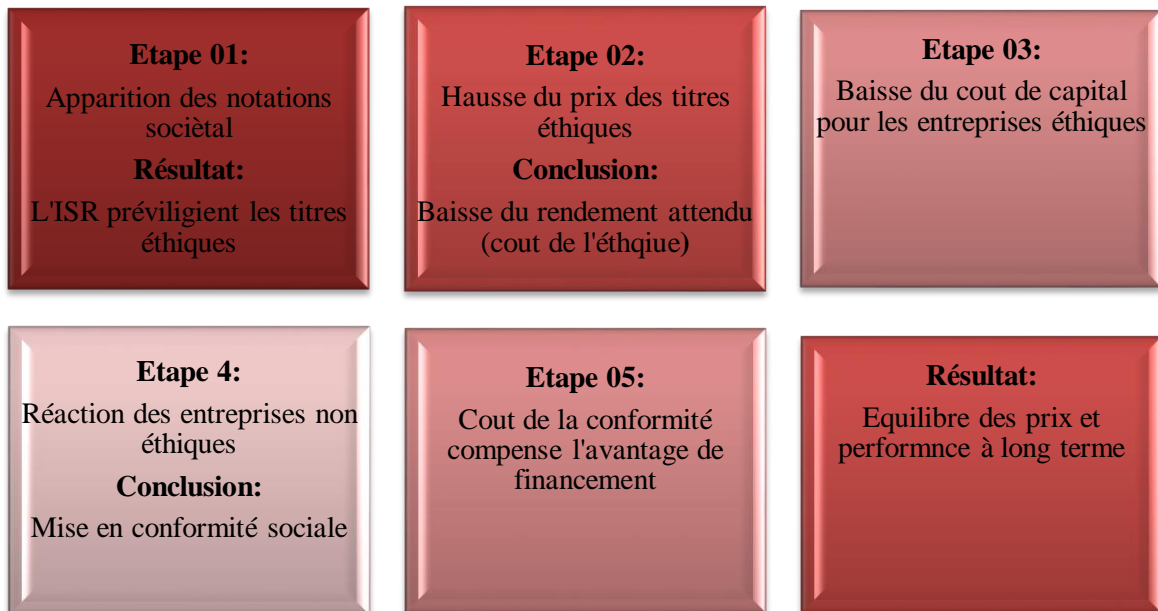 Etape 01:
Apparition des notations
sociètal
Résultat:
L'ISR préviligient les titres
éthiques
Etape 02:
Hausse du prix des titres
éthiques
Conclusion:
Baisse du rendement attendu
(cout de l'éthqiue)
Etape 03:
Baisse du cout de capital
pour les entreprises éthiques
Etape 4:
Réaction des entreprises non
éthiques
Conclusion:
Mise en conformité sociale
Etape 05:
Cout de la conformité
compense l'avantage de
financement
Résultat:
Equilibre des prix et
performnce à long terme